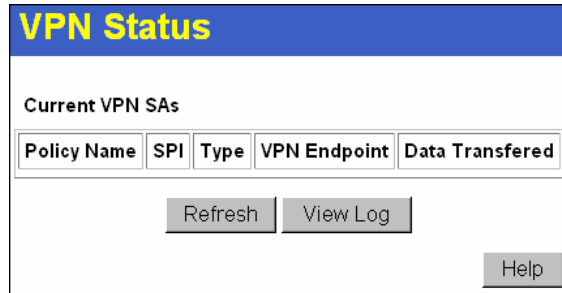 VPN Status
Current VPN SAs
Policy Name SPI Type VPN Endpoint Data Transfered
Refresh View Log
Help